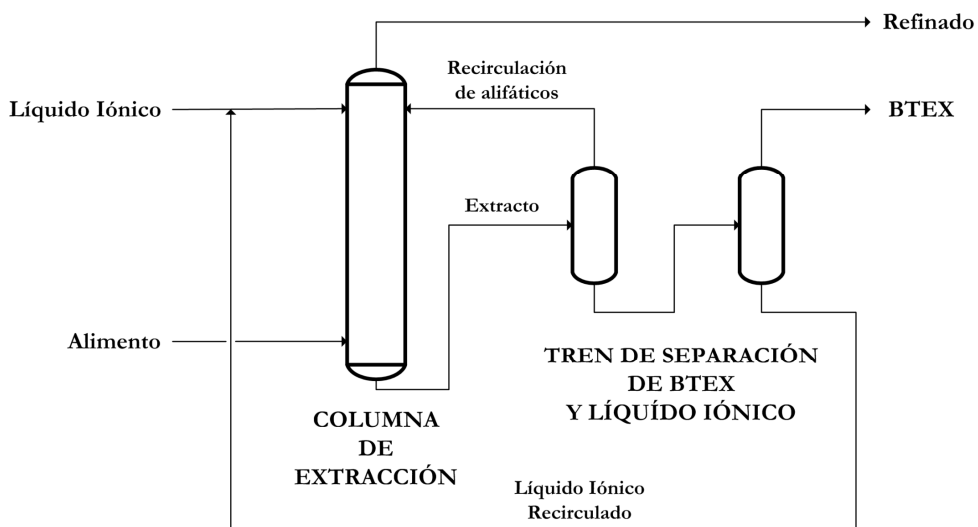 Refinado
Recirculación
de alifáticos
Líquido Iónico
BTEX
Extracto
Alimento
TREN DE SEPARACIÓN
DE BTEX
Y LÍQUÍDO IÓNICO
COLUMNA
DE
EXTRACCIÓN
Líquido Iónico
Recirculado